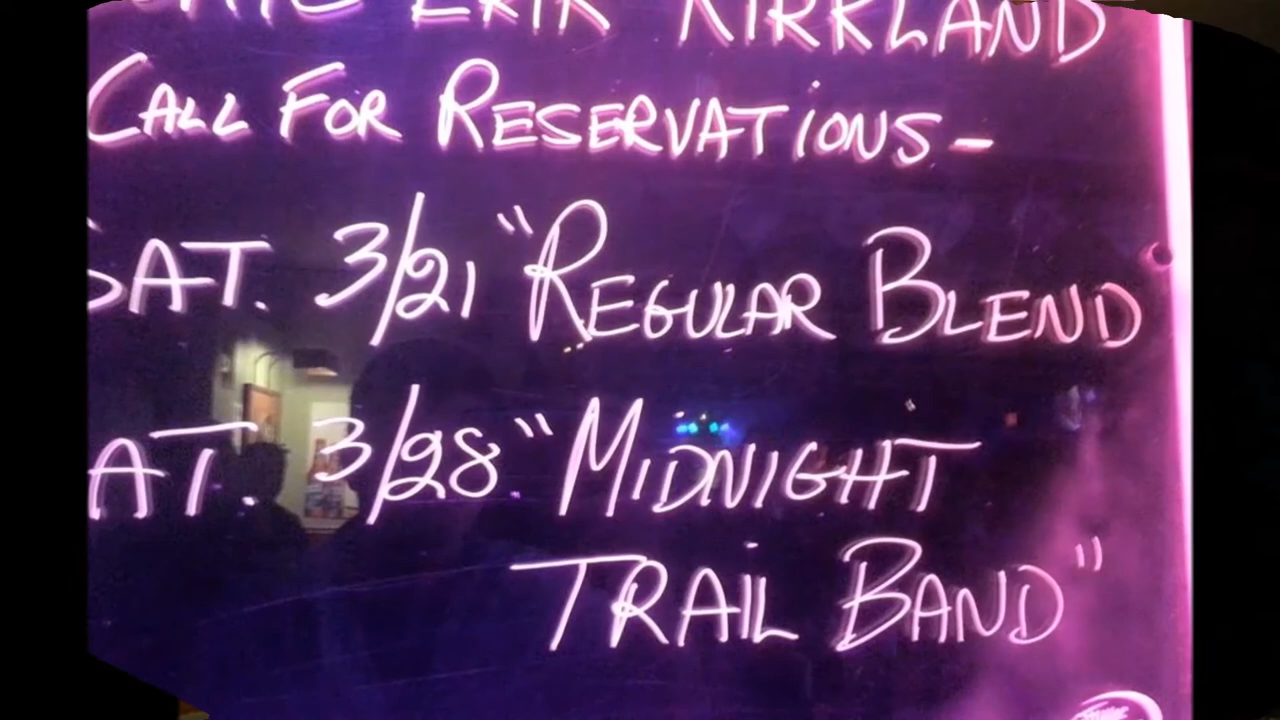 ERIK KIRKLAND
CALL FOR RESERVATIONS-
SAT. 3/21 "REGULAR BLEND
AT. 3/28 "MIDNIGHT
TRAIL BAND"